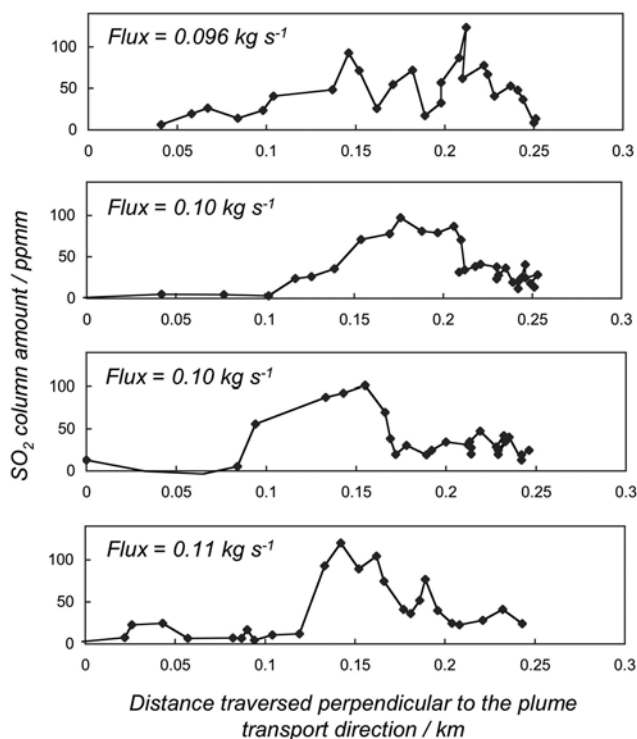 Flux = 0.096 kg s⁻¹
100
50
0
0 0.05 0.1 0.15 0.2 0.25 0.3
Flux = 0.10 kg s⁻¹
100
50
0
0 0.05 0.1 0.15 0.2 0.25 0.3
Flux = 0.10 kg s⁻¹
100
50
0
0 0.05 0.1 0.15 0.2 0.25 0.3
Flux = 0.11 kg s⁻¹
100
50
0
0 0.05 0.1 0.15 0.2 0.25 0.3
SO₂ column amount / ppmm
Distance traversed perpendicular to the plume
transport direction / km